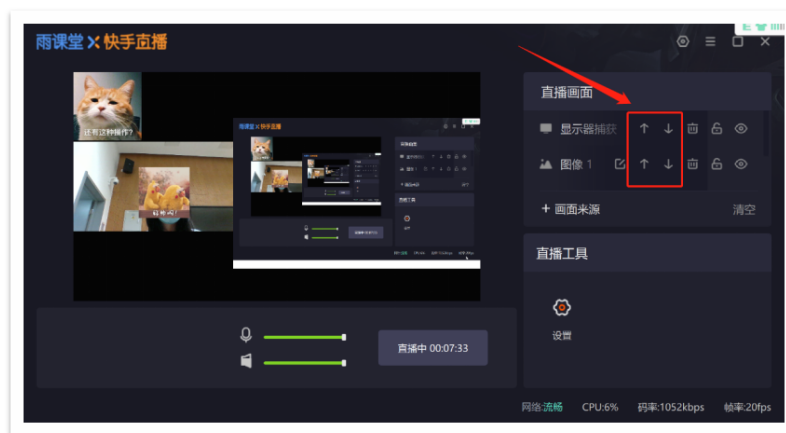 雨课堂 × 快手直播
还有这种操作?
直播画面
显示器捕获
图像 1
+ 画面来源
清空
直播工具
设置
直播中 00:07:33
网络:流畅 CPU:6% 码率:1052kbps 帧率:20fps